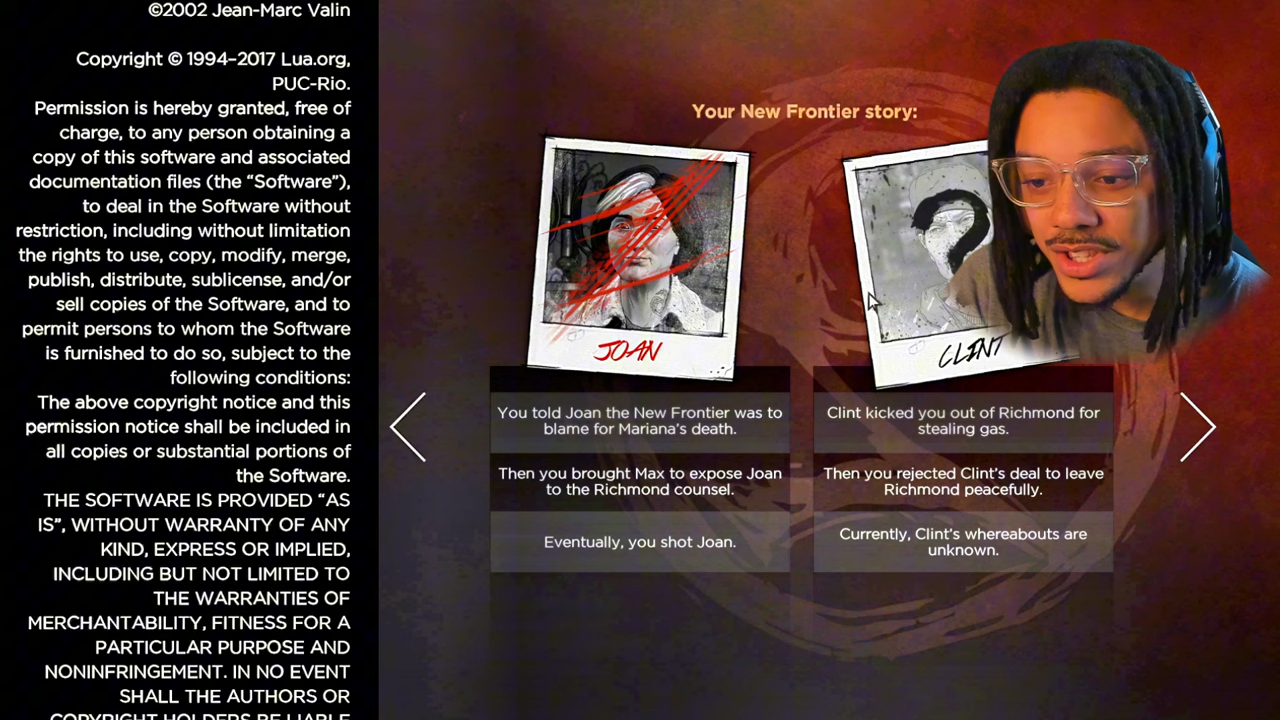 ©2002 Jean-Marc Valin
Copyright © 1994–2017 Lua.org,
PUC-Rio.
Permission is hereby granted, free of
charge, to any person obtaining a
copy of this software and associated
documentation files (the “Software”),
to deal in the Software without
restriction, including without limitation
the rights to use, copy, modify, merge,
publish, distribute, sublicense, and/or
sell copies of the Software, and to
permit persons to whom the Software
is furnished to do so, subject to the
following conditions:
The above copyright notice and this
permission notice shall be included in
all copies or substantial portions of
the Software.
THE SOFTWARE IS PROVIDED “AS
IS”, WITHOUT WARRANTY OF ANY
KIND, EXPRESS OR IMPLIED,
INCLUDING BUT NOT LIMITED TO
THE WARRANTIES OF
MERCHANTABILITY, FITNESS FOR A
PARTICULAR PURPOSE AND
NONINFRINGEMENT. IN NO EVENT
SHALL THE AUTHORS OR
COPYRIGHT HOLDERS BE LIABLE
Your New Frontier story:
JOAN
You told Joan the New Frontier was to
blame for Mariana’s death.
Then you brought Max to expose Joan
to the Richmond counsel.
Eventually, you shot Joan.
?
CLINT
Clint kicked you out of Richmond for
stealing gas.
Then you rejected Clint’s deal to leave
Richmond peacefully.
Currently, Clint’s whereabouts are
unknown.